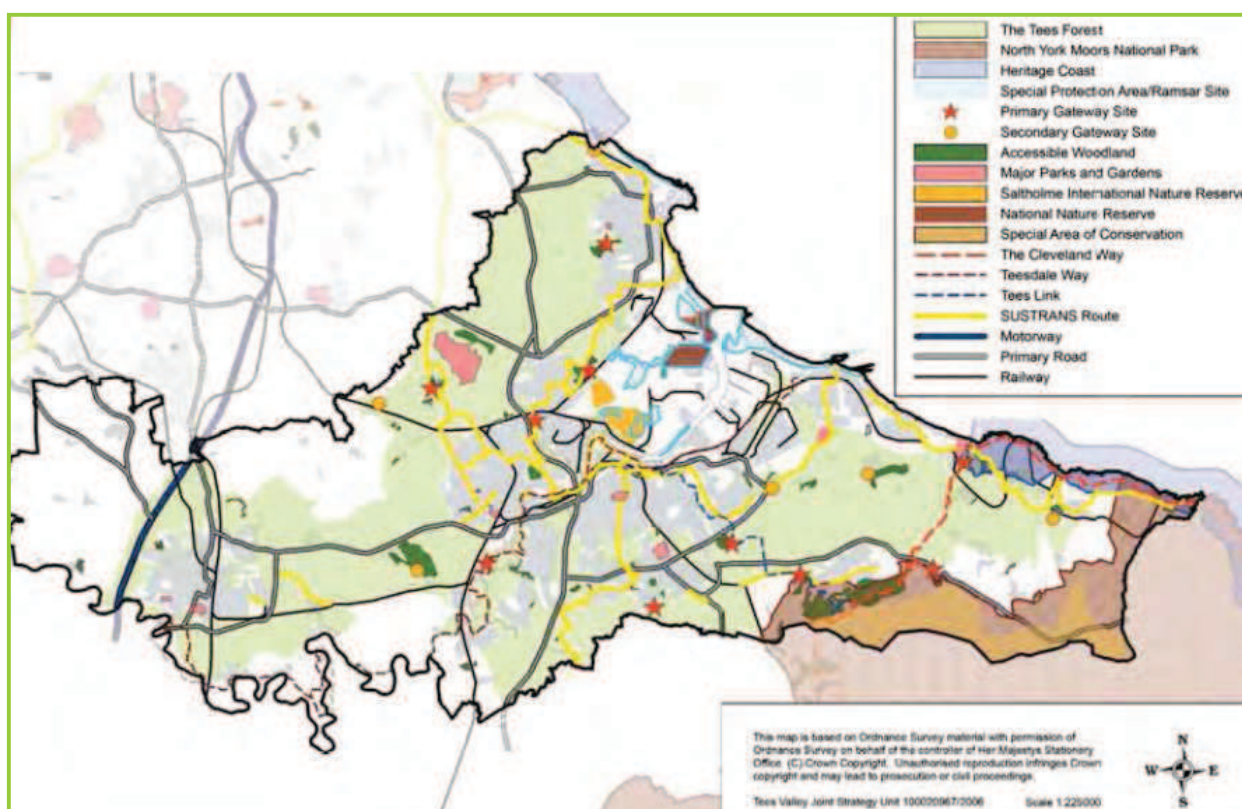 The Tees Forest
North York Moors National Park
Heritage Coast
Special Protection Area/Ramsar Site
Primary Gateway Site
Secondary Gateway Site
Accessible Woodland
Major Parks and Gardens
Saltholme International Nature Reserve
National Nature Reserve
Special Area of Conservation
The Cleveland Way
Teesdale Way
Tees Link
SUSTRANS Route
Motorway
Primary Road
Railway
This map is based on Ordnance Survey material with permission of
Ordnance Survey on behalf of the controller of Her Majestys Stationery
Office. (C) Crown Copyright. Unauthorised reproduction infringes Crown
copyright and may lead to prosecution or civil proceedings.
Tees Valley Joint Strategy Unit 100020967/2006 Scale 1:225000
N
W E
S